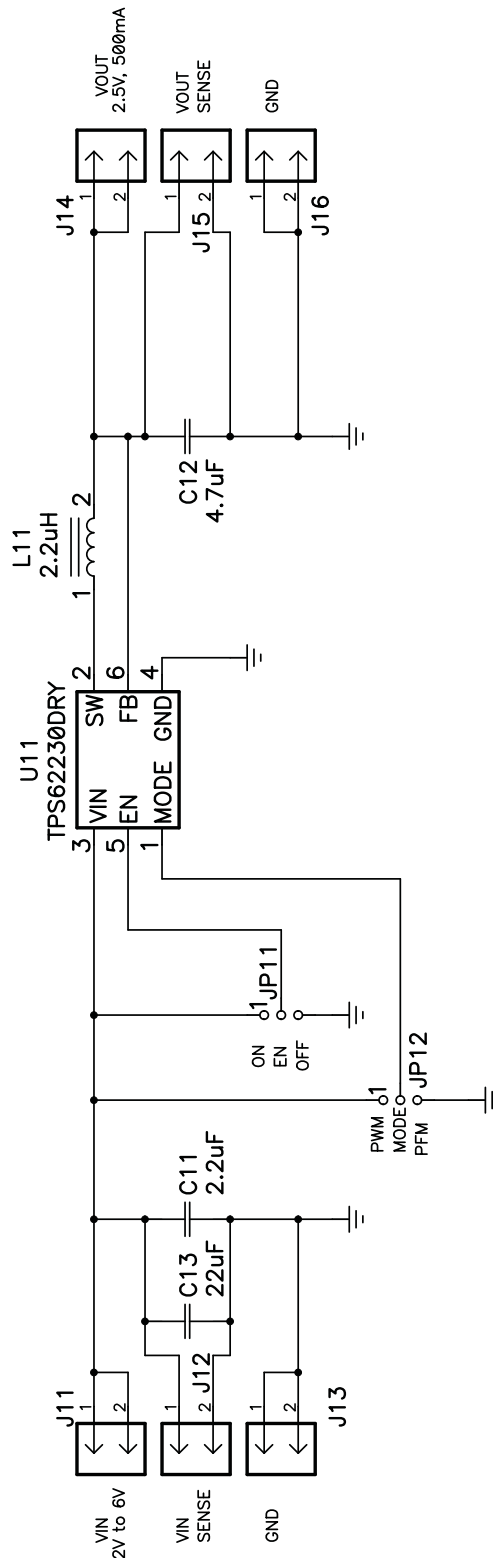 VIN
2V to 6V
J11
1
2
VIN
SENSE
J12
1
2
GND
J13
1
2
C13
22uF
C11
2.2uF
PWM
MODE
PFM
1
JP12
ON
EN
OFF
1
JP11
U11
TPS62230DRY
3
VIN
SW
2
5
EN
FB
6
1
MODE
GND
4
L11
2.2uH
1
2
C12
4.7uF
J14
1
2
VOUT
2.5V, 500mA
J15
1
2
VOUT
SENSE
J16
1
2
GND